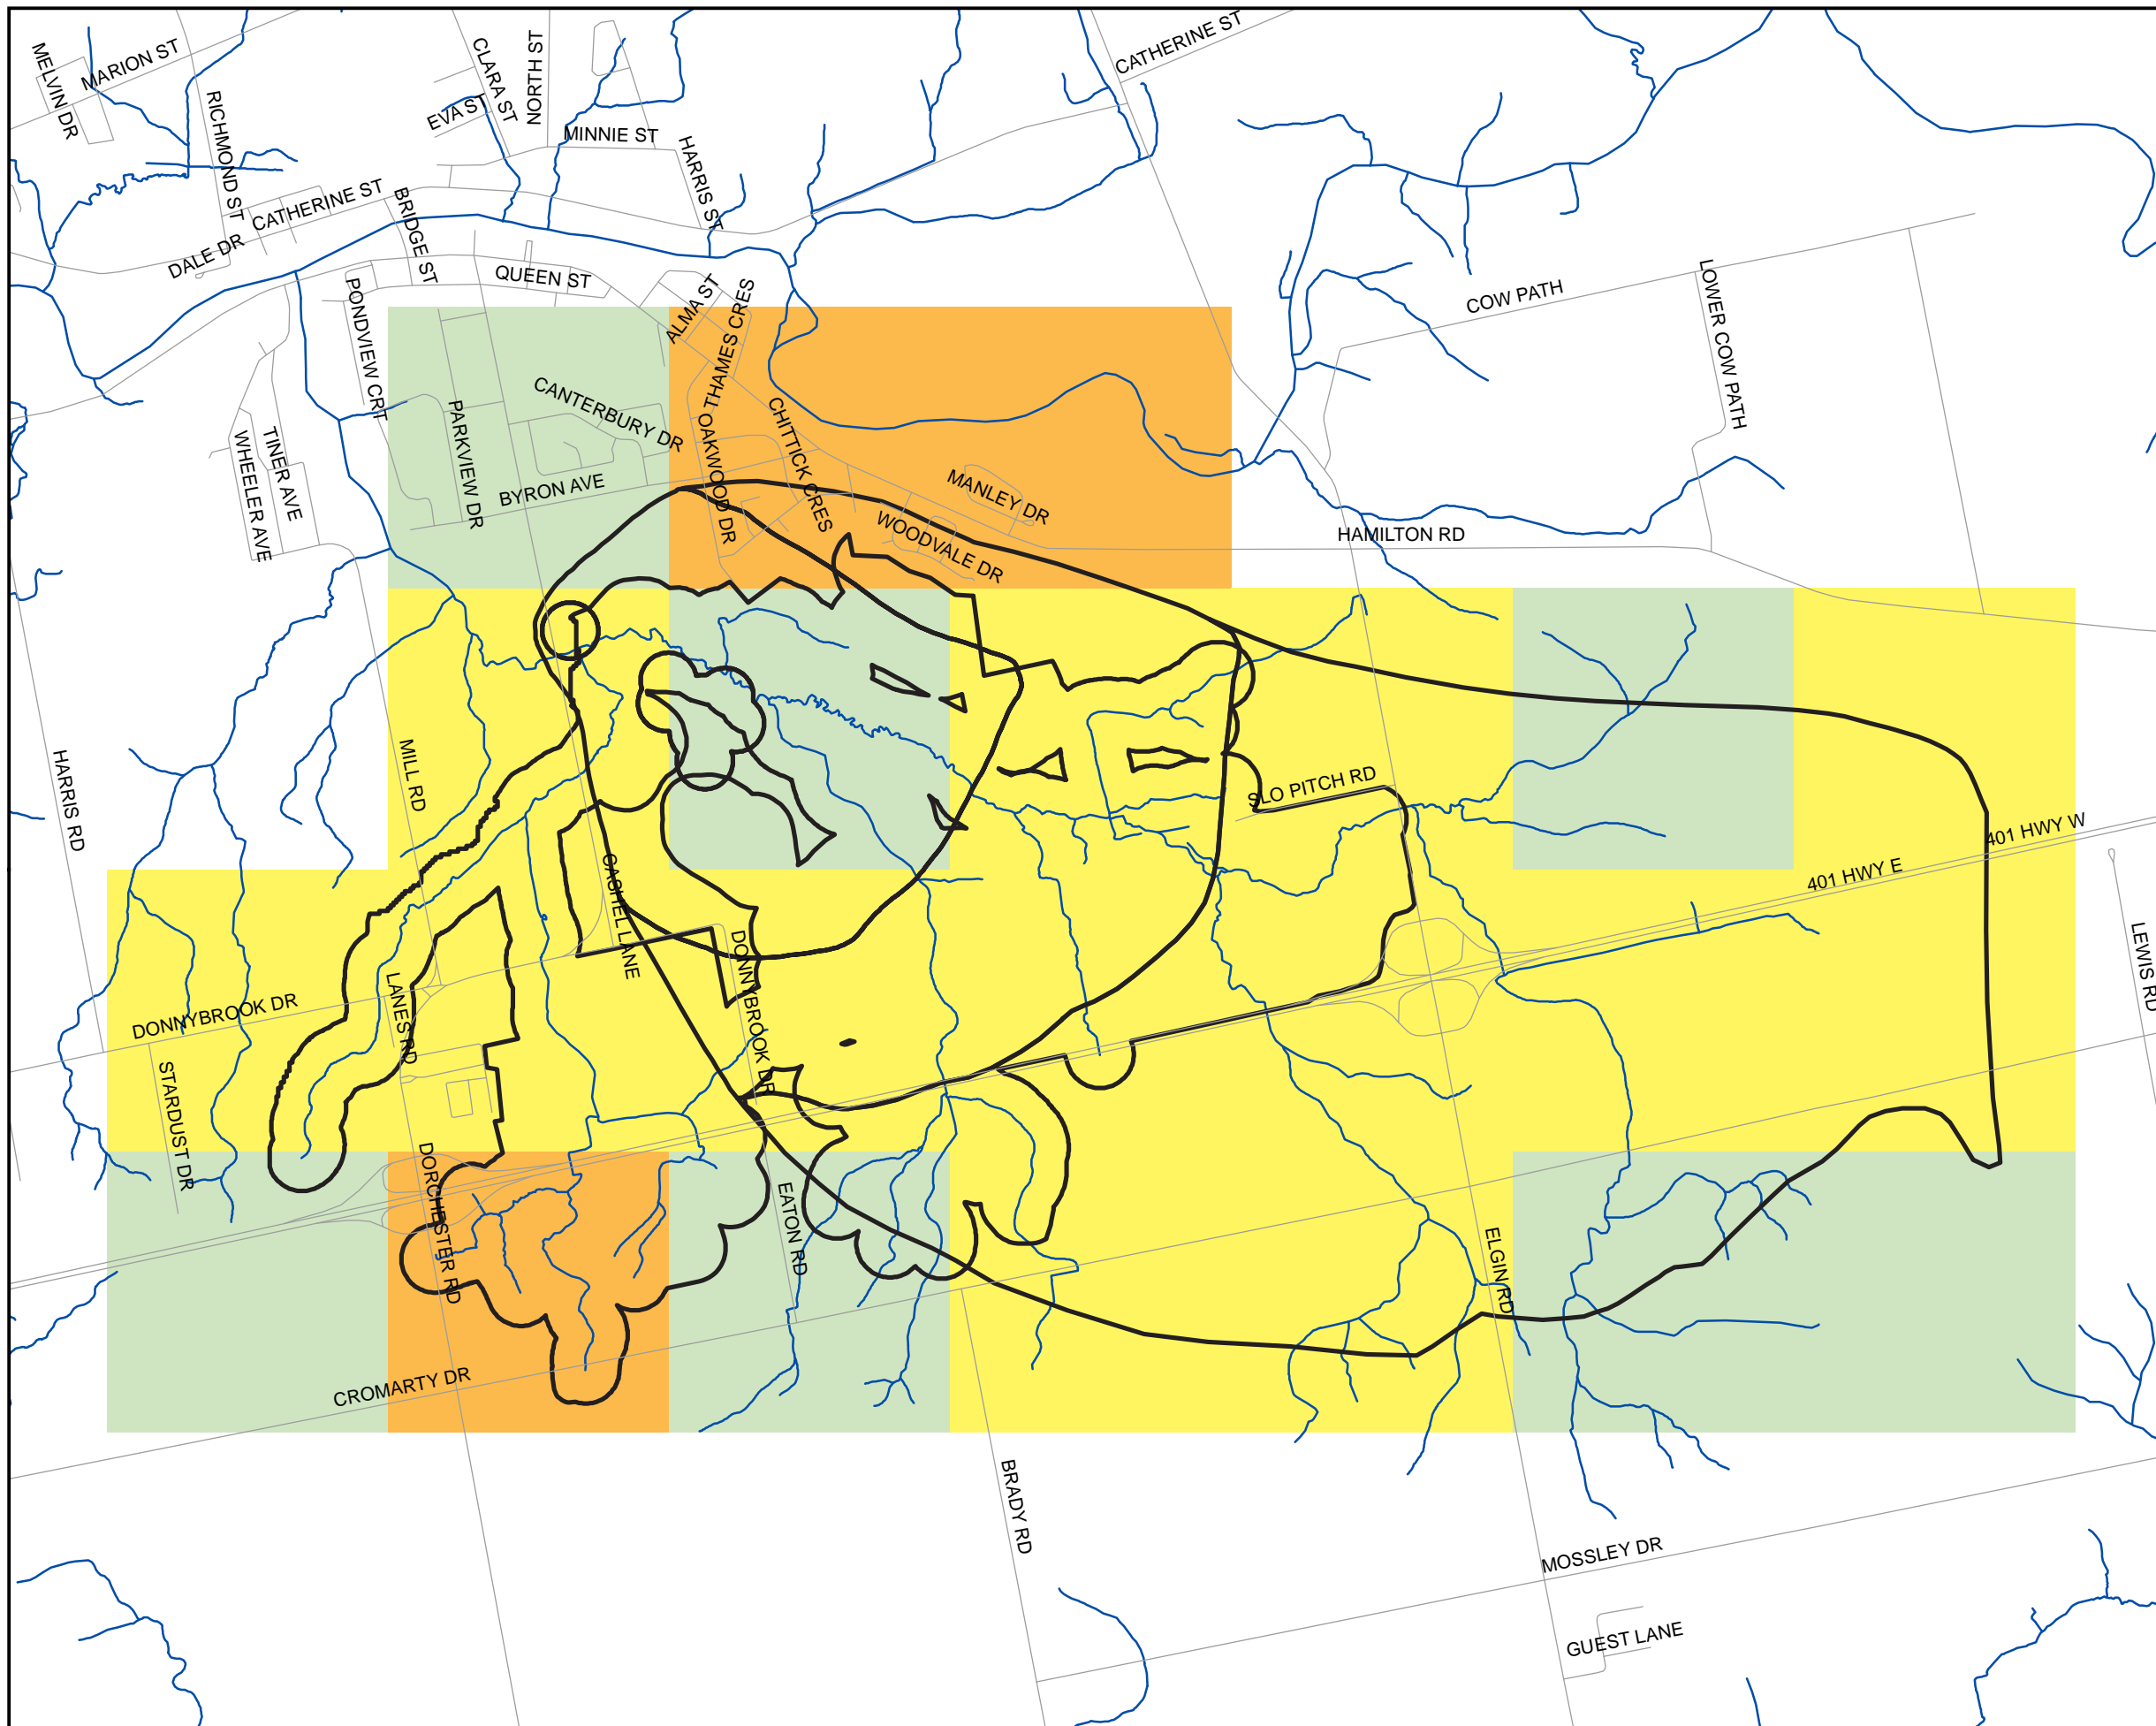 CATHERINE ST
MARION ST
MELVIN DR
CLARA ST
NORTH ST
EVA ST
RICHMOND ST
MINNIE ST
HARRIS ST
CATHERINE ST
BRIDGE ST
DALE DR
QUEEN ST
PONDVIEW CRT
ALMA ST
THAMES CRES
COW PATH
LOWER COW PATH
CANTERBURY DR
PARKVIEW DR
OAKWOOD DR
CHITTICK CRES
TINER AVE
WHEELER AVE
BYRON AVE
MANLEY DR
WOODVALE DR
HAMILTON RD
HARRIS RD
MILL RD
SLO PITCH RD
401 HWY W
401 HWY E
CASHEL LANE
LEWIS RD
DONNYBROOK DR
LANES RD
DONNYBROOK DR
STARDUST DR
DORCHESTER RD
EATON RD
ELGIN RD
CROMARTY DR
BRADY RD
MOSSLEY DR
GUEST LANE